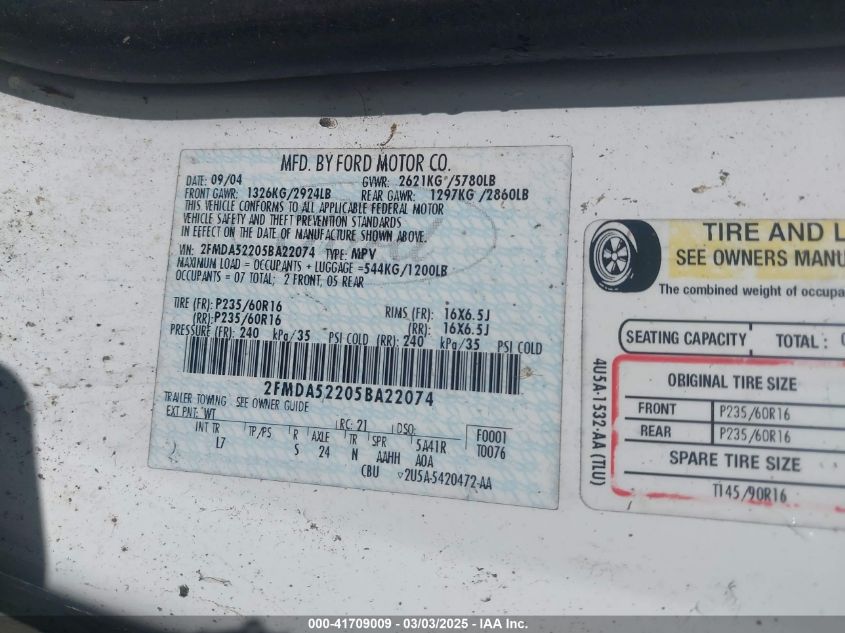 MFD. BY FORD MOTOR CO.
DATE: 09/04 GVWR: 2621KG /5780LB
FRONT GAWR: 1326KG/2924LB REAR GAWR: 1297KG /2860LB
THIS VEHICLE CONFORMS TO ALL APPLICABLE FEDERAL MOTOR
VEHICLE SAFETY AND THEFT PREVENTION STANDARDS
IN EFFECT ON THE DATE OF MANUFACTURE SHOWN ABOVE.
VIN: 2FMDA52205BA22074 TYPE: MPV
MAXIMUM LOAD = OCCUPANTS + LUGGAGE =544KG/1200LB
OCCUPANTS = 07 TOTAL; 2 FRONT, 05 REAR
TIRE (FR): P235/60R16 RIMS (FR): 16X6.5J
(RR): P235/60R16 (RR): 16X6.5J
PRESSURE (FR): 240 kPa/35 PSI COLD (RR): 240 kPa/35 PSI COLD
2FMDA52205BA22074
TRAILER TOWING SEE OWNER GUIDE
EXT PNT: WT RC: 21 DSO: F0001
INT TR TP/PS R AXLE TR SPR 5A41R T0076
L7 S 24 N AAHH AOA
CBU 2U5A-5420472-AA
TIRE AND L
SEE OWNERS MANU
The combined weight of occupa
SEATING CAPACITY TOTAL:
ORIGINAL TIRE SIZE
FRONT P235/60R16
REAR P235/60R16
SPARE TIRE SIZE
T145/90R16
4U5A-1532-AA (TLU)
000-41709009 - 03/03/2025 - IAA Inc.